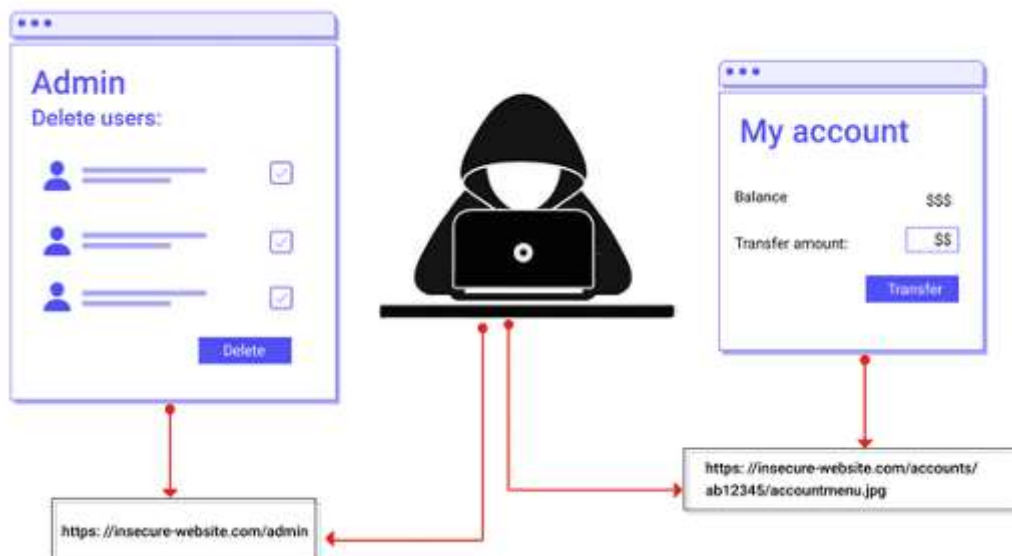 Admin
Delete users:
Delete
https: //insecure-website.com/admin
My account
Balance $$$
Transfer amount: $$
Transfer
https: //insecure-website.com/accounts/
ab12345/accountmenu.jpg